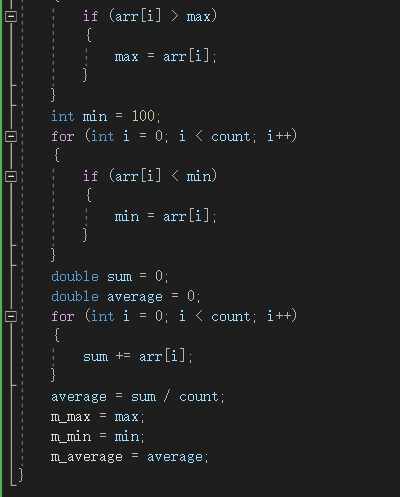 if (arr[i] > max)
{
max = arr[i];
}
}
int min = 100;
for (int i = 0; i < count; i++)
{
if (arr[i] < min)
{
min = arr[i];
}
}
double sum = 0;
double average = 0;
for (int i = 0; i < count; i++)
{
sum += arr[i];
}
average = sum / count;
m_max = max;
m_min = min;
m_average = average;
}